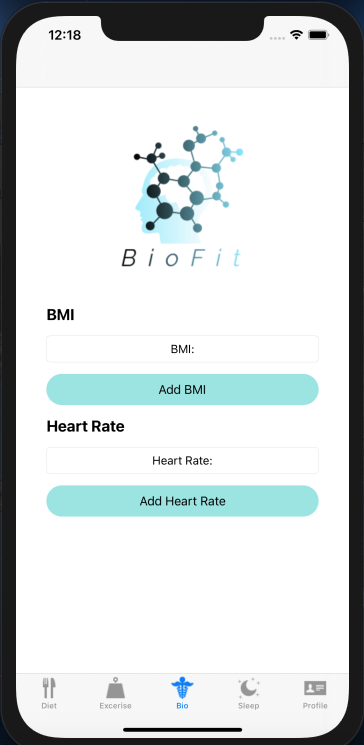 12:18
BioFit
BMI
BMI:
Add BMI
Heart Rate
Heart Rate:
Add Heart Rate
Diet Excerise Bio Sleep Profile